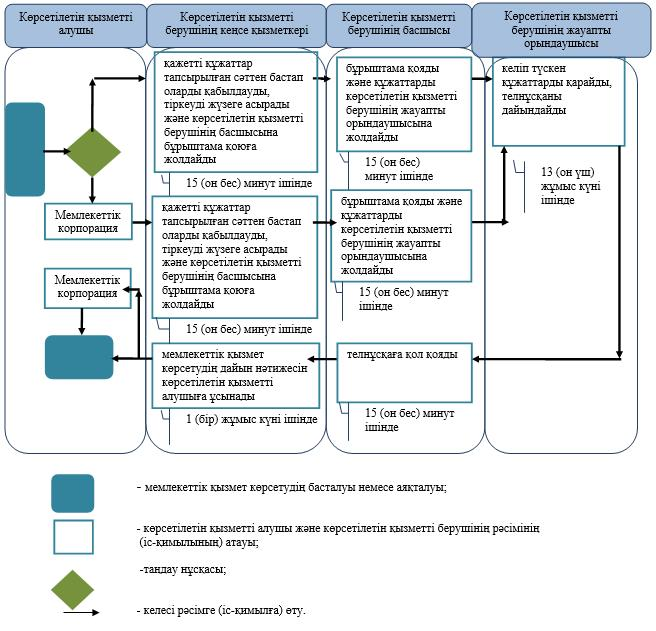 Көрсетілетін қызметті
алушы
Көрсетілетін қызметті
берушінің кеңсе қызметкері
Көрсетілетін қызметті
берушінің басшысы
Көрсетілетін қызметті
берушінің жауапты
орындаушысы
қажетті құжаттар
тапсырылған сәттен бастап
оларды қабылдауды,
тіркеуді жүзеге асырады
және көрсетілетін қызметті
берушінің басшысына
бұрыштама қоюға
жолдайды
15 (он бес) минут ішінде
бұрыштама қояды
және құжаттарды
көрсетілетін қызметті
берушінің жауапты
орындаушысына
жолдайды
15 (он бес)
минут ішінде
келіп түскен
құжаттарды қарайды,
телнұсқаны
дайындайды
13 (он үш)
жұмыс күні
ішінде
Мемлекеттік
корпорация
қажетті құжаттар
тапсырылған сәттен бастап
оларды қабылдауды,
тіркеуді жүзеге асырады
және көрсетілетін қызметті
берушінің басшысына
бұрыштама қоюға
жолдайды
15 (он бес) минут ішінде
бұрыштама қояды және
құжаттарды
көрсетілетін қызметті
берушінің жауапты
орындаушысына
жолдайды
15 (он бес) минут
ішінде
Мемлекеттік
корпорация
мемлекеттік қызмет
көрсетудің дайын нәтижесін
көрсетілетін қызметті
алушыға ұсынады
1 (бір) жұмыс күні ішінде
телнұсқаға қол қояды
15 (он бес) минут
ішінде
- мемлекеттік қызмет көрсетудің басталуы немесе аяқталуы;
- көрсетілетін қызметті алушы және көрсетілетін қызметті берушінің рәсімінің
(іс-қимылының) атауы;
-таңдау нұсқасы;
- келесі рәсімге (іс-қимылға) өту.